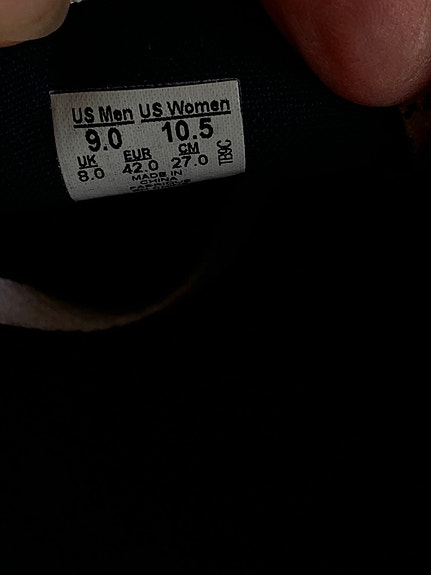 US Men US Women
9.0 10.5
UK EUR CM
8.0 42.0 27.0
MADE IN
CHINA